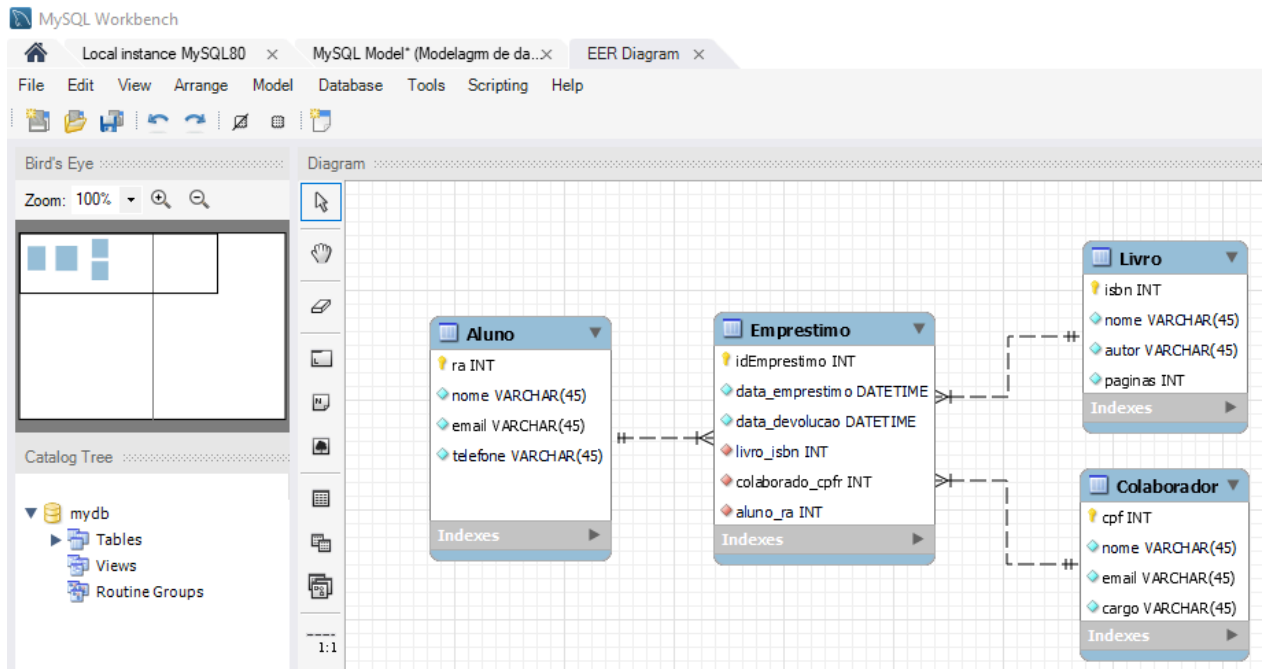 MySQL Workbench
Local instance MySQL80 MySQL Model* (Modelagm de da... EER Diagram
File Edit View Arrange Model Database Tools Scripting Help
Bird's Eye
Zoom: 100%
Catalog Tree
mydb
Tables
Views
Routine Groups
Diagram
1:1
Aluno
ra INT
nome VARCHAR(45)
email VARCHAR(45)
telefone VARCHAR(45)
Indexes
Emprestimo
idEmprestimo INT
data_emprestimo DATETIME
data_devolucao DATETIME
livro_isbn INT
colaborado_cpfr INT
aluno_ra INT
Indexes
Livro
isbn INT
nome VARCHAR(45)
autor VARCHAR(45)
paginas INT
Indexes
Colaborador
cpf INT
nome VARCHAR(45)
email VARCHAR(45)
cargo VARCHAR(45)
Indexes